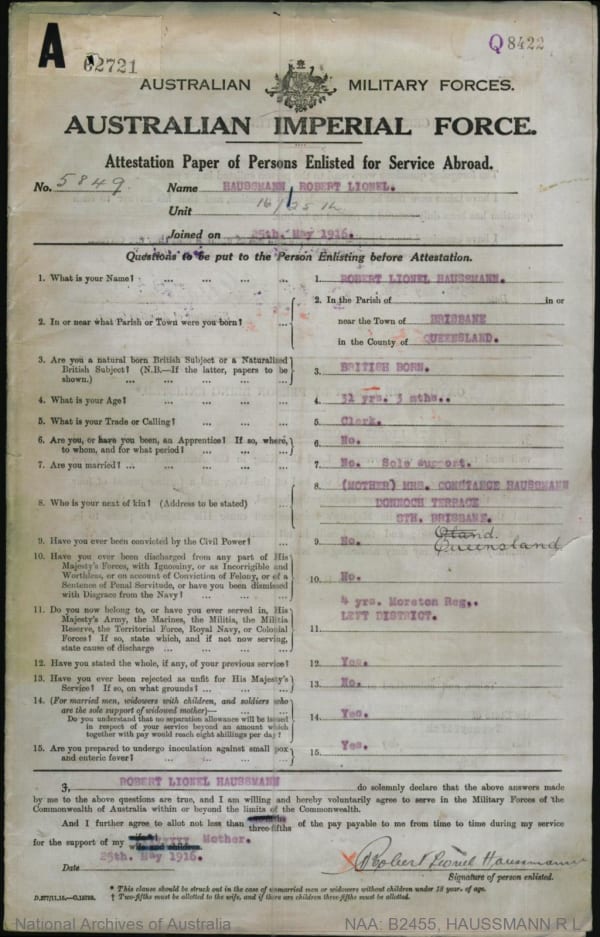 A
62721
Q 8422
AUSTRALIAN MILITARY FORCES.
AUSTRALIAN IMPERIAL FORCE.
Attestation Paper of Persons Enlisted for Service Abroad.
No. 5849 Name HAUSSMANN, ROBERT LIONEL.
Unit 16/25th
Joined on 25th. May 1916.
Questions to be put to the Person Enlisting before Attestation.
1. What is your Name? ... ... ... ... 1. ROBERT LIONEL HAUSSMANN.
2. In or near what Parish or Town were you born? ... 2. In the Parish of in or
near the Town of BRISBANE
in the County of QUEENSLAND.
3. Are you a natural born British Subject or a Naturalized
British Subject? (N.B.—If the latter, papers to be
shown.) ... ... ... ... ... 3. BRITISH BORN.
4. What is your Age? ... ... ... ... 4. 31 yrs. 3 mths..
5. What is your Trade or Calling? ... ... ... 5. Clerk.
6. Are you, or have you been, an Apprentice? If so, where,
to whom, and for what period? ... ... ... 6. No.
7. Are you married? ... ... ... ... ... 7. No. Sole support.
8. Who is your next of kin? (Address to be stated) ... 8. (MOTHER) MRS. CONSTANCE HAUSSMANN
DORNOCH TERRACE
STH. BRISBANE.
Qland.
Queensland
9. Have you ever been convicted by the Civil Power? ... 9. No.
10. Have you ever been discharged from any part of His
Majesty's Forces, with Ignominy, or as Incorrigible and
Worthless, or on account of Conviction of Felony, or of a
Sentence of Penal Servitude, or have you been dismissed
with Disgrace from the Navy? ... ... ... 10. No.
11. Do you now belong to, or have you ever served in, His
Majesty's Army, the Marines, the Militia, the Militia
Reserve, the Territorial Force, Royal Navy, or Colonial
Forces? If so, state which, and if not now serving,
state cause of discharge ... ... ... ... 11. 4 yrs. Moreton Reg..
LEFT DISTRICT.
12. Have you stated the whole, if any, of your previous service? 12. Yes.
13. Have you ever been rejected as unfit for His Majesty's
Service? If so, on what grounds? ... ... ... 13. No.
14. (For married men, widowers with children, and soldiers who
are the sole support of widowed mother)— ... ...
Do you understand that no separation allowance will be issued
in respect of your service beyond an amount which
together with pay would reach eight shillings per day? 14. Yes.
15. Are you prepared to undergo inoculation against small pox
and enteric fever? ... ... ... ... 15. Yes.
I, ROBERT LIONEL HAUSSMANN do solemnly declare that the above answers made
by me to the above questions are true, and I am willing and hereby voluntarily agree to serve in the Military Forces of the
Commonwealth of Australia within or beyond the limits of the Commonwealth.
And I further agree to allot not less than three-fifths of the pay payable to me from time to time during my service
for the support of my Mother.
Date 25th. May 1916.
Robert Lionel Haussmann
Signature of person enlisted.
* This clause should be struck out in the case of unmarried men or widowers without children under 18 years of age.
† Two-fifths must be allotted to the wife, and if there are children three-fifths must be allotted.
National Archives of Australia
NAA: B2455, HAUSSMANN R L